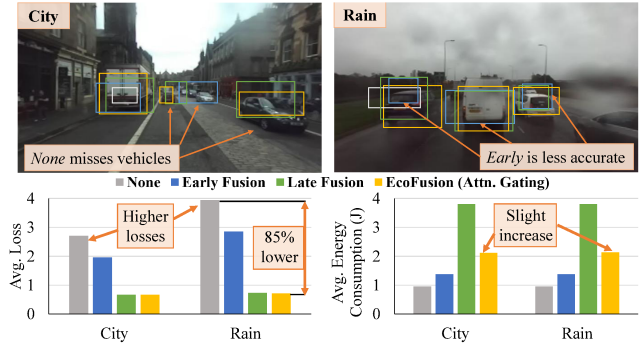 City
Rain
None misses vehicles
Early is less accurate
None Early Fusion Late Fusion EcoFusion (Attn. Gating)
Avg. Loss
4
3
2
1
0
Higher
losses
85%
lower
City Rain
Avg. Energy
Consumption (J)
4
3
2
1
0
Slight
increase
City Rain